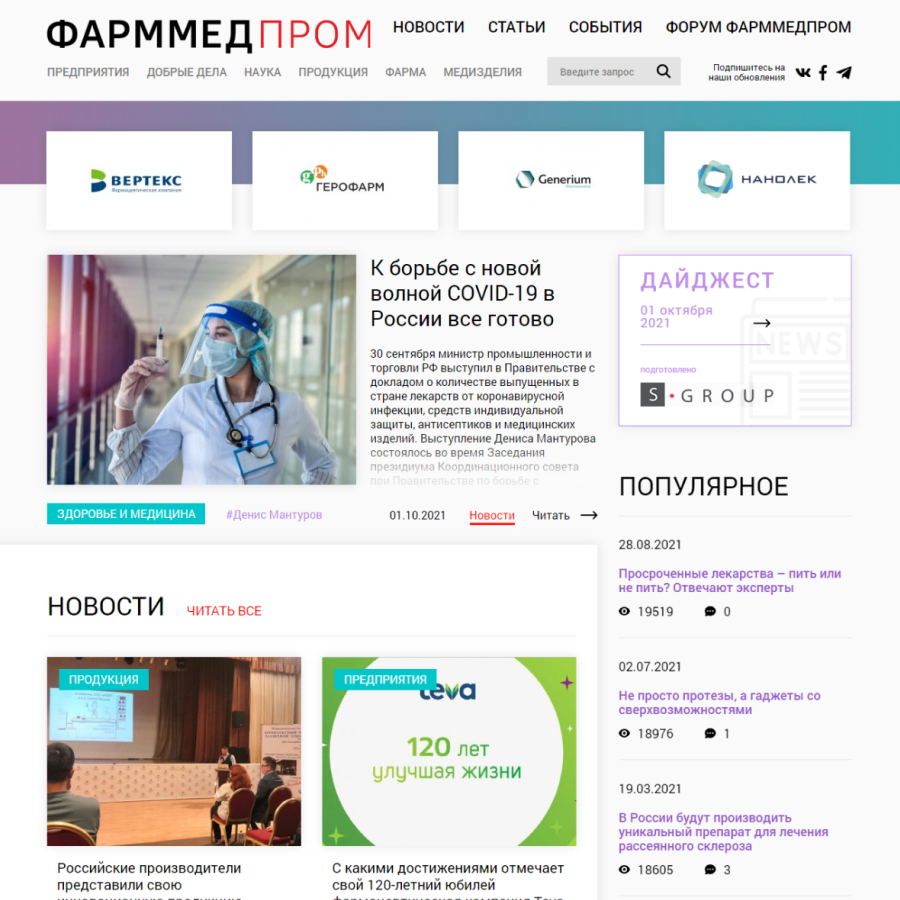 ФАРММЕДПРОМ
НОВОСТИ СТАТЬИ СОБЫТИЯ ФОРУМ ФАРММЕДПРОМ
ПРЕДПРИЯТИЯ ДОБРЫЕ ДЕЛА НАУКА ПРОДУКЦИЯ ФАРМА МЕДИЗДЕЛИЯ
Введите запрос
Подпишитесь на
наши обновления
ВЕРТЕКС
Фармацевтическая компания
ГЕРОФАРМ
Generium
НАНОЛЕК
К борьбе с новой
волной COVID-19 в
России все готово
30 сентября министр промышленности и
торговли РФ выступил в Правительстве с
докладом о количестве выпущенных в
стране лекарств от коронавирусной
инфекции, средств индивидуальной
защиты, антисептиков и медицинских
изделий. Выступление Дениса Мантурова
состоялось во время Заседания
президиума Координационного совета
при Правительстве по борьбе с
ЗДОРОВЬЕ И МЕДИЦИНА #Денис Мантуров 01.10.2021 Новости Читать
ДАЙДЖЕСТ
01 октября
2021
NEWS
подготовлено
S GROUP
ПОПУЛЯРНОЕ
28.08.2021
Просроченные лекарства – пить или
не пить? Отвечают эксперты
19519 0
02.07.2021
Не просто протезы, а гаджеты со
сверхвозможностями
18976 1
19.03.2021
В России будут производить
уникальный препарат для лечения
рассеянного склероза
18605 3
НОВОСТИ ЧИТАТЬ ВСЕ
ПРОДУКЦИЯ
Российские производители
представили свою
инновационную продукцию
ПРЕДПРИЯТИЯ
teva
120 лет
улучшая жизни
С какими достижениями отмечает
свой 120-летний юбилей
фармацевтическая компания Teva